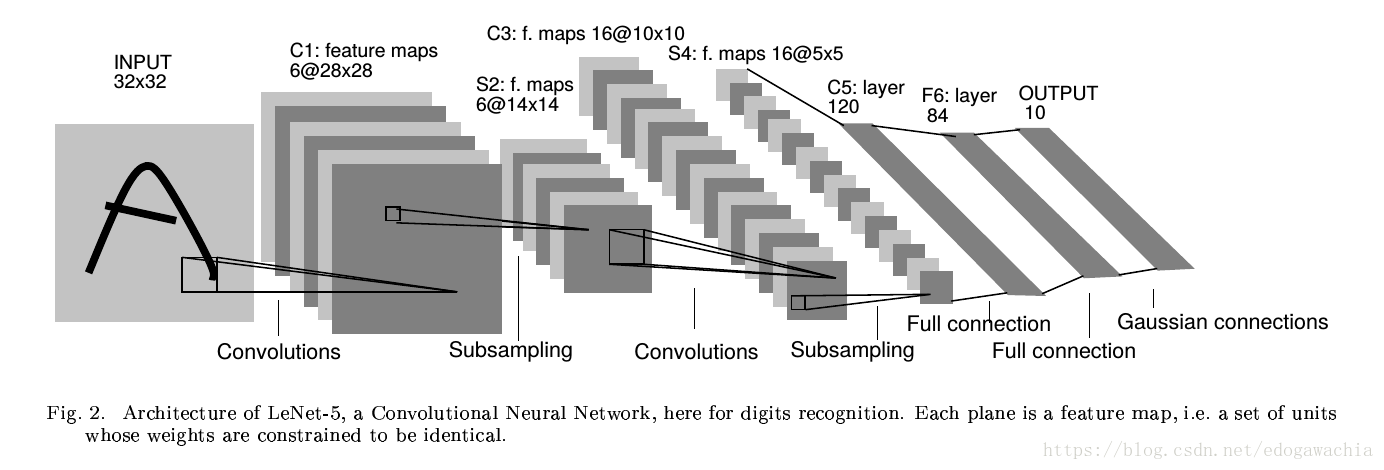 C3: f. maps 16@10x10
INPUT
32x32
C1: feature maps
6@28x28
S4: f. maps 16@5x5
S2: f. maps
6@14x14
C5: layer
120
F6: layer
84
OUTPUT
10
Convolutions
Subsampling
Convolutions
Subsampling
Full connection
Full connection
Gaussian connections
Fig. 2. Architecture of LeNet-5, a Convolutional Neural Network, here for digits recognition. Each plane is a feature map, i.e. a set of units
whose weights are constrained to be identical.
https://blog.csdn.net/edogawachia